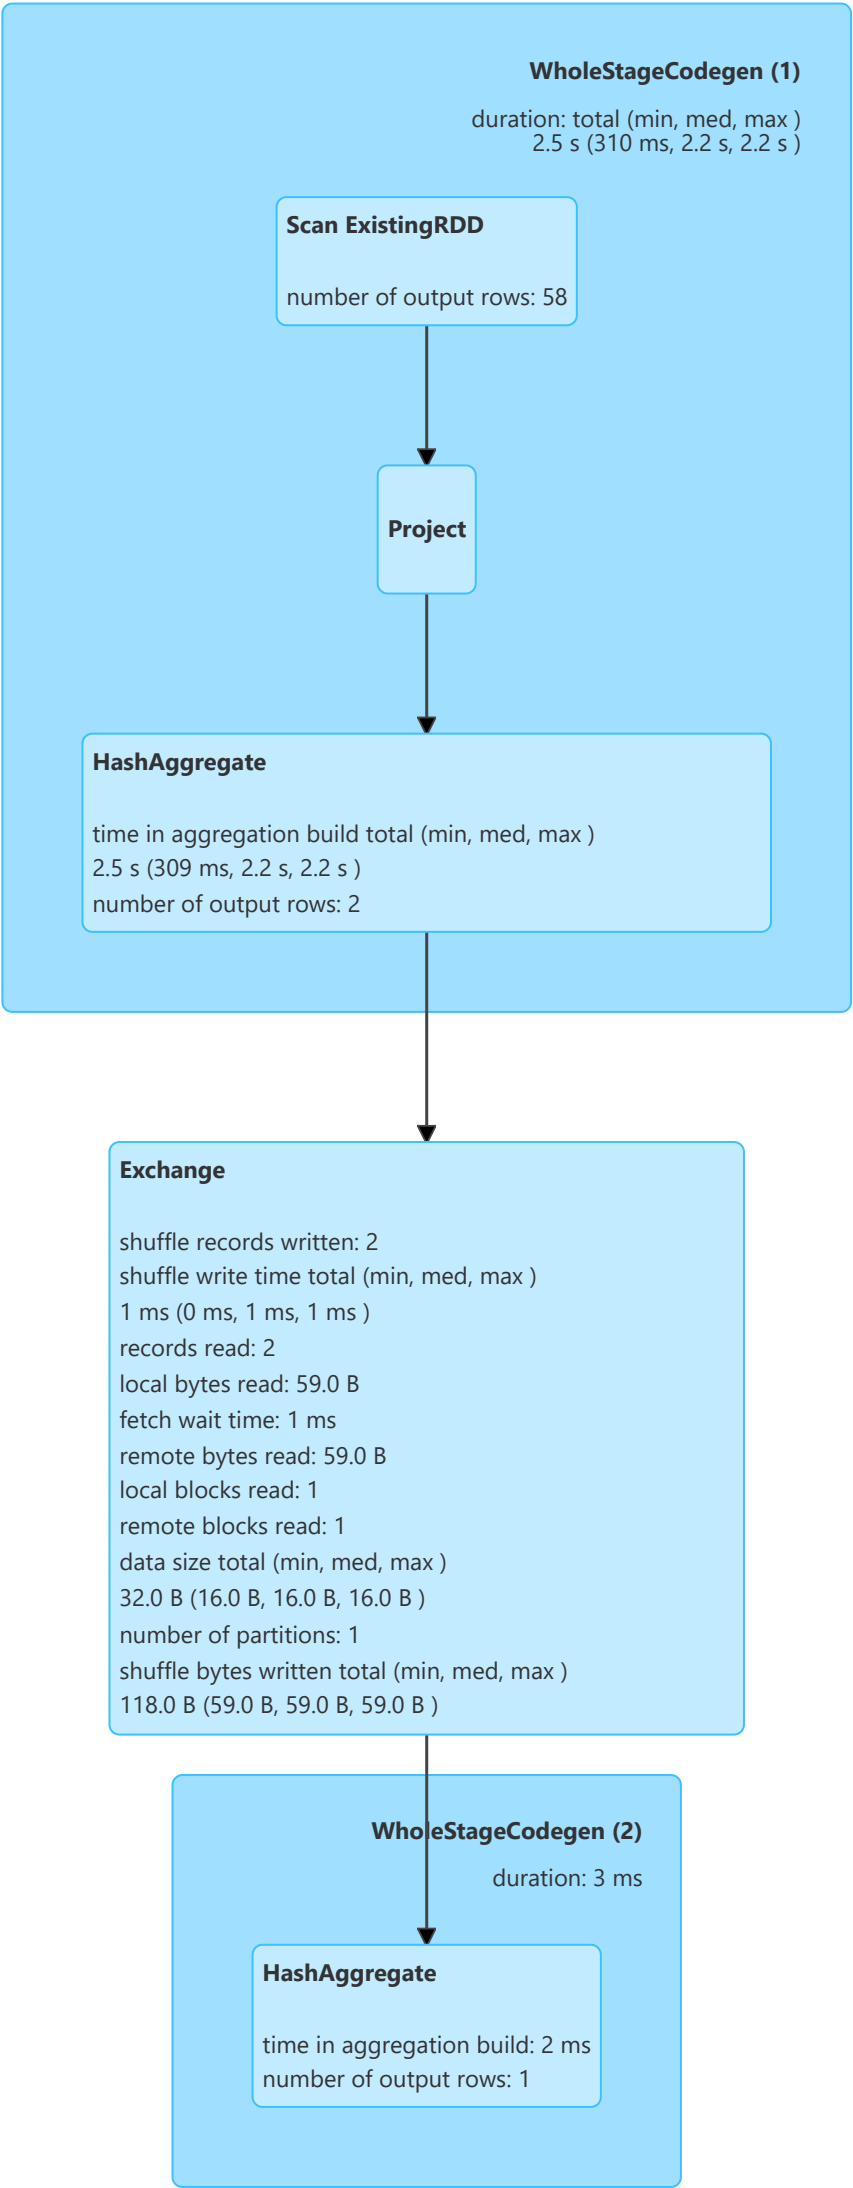 WholeStageCodegen (1)
duration: total (min, med, max )
2.5 s (310 ms, 2.2 s, 2.2 s )
Scan ExistingRDD
number of output rows: 58
Project
HashAggregate
time in aggregation build total (min, med, max )
2.5 s (309 ms, 2.2 s, 2.2 s )
number of output rows: 2
Exchange
shuffle records written: 2
shuffle write time total (min, med, max )
1 ms (0 ms, 1 ms, 1 ms )
records read: 2
local bytes read: 59.0 B
fetch wait time: 1 ms
remote bytes read: 59.0 B
local blocks read: 1
remote blocks read: 1
data size total (min, med, max )
32.0 B (16.0 B, 16.0 B, 16.0 B )
number of partitions: 1
shuffle bytes written total (min, med, max )
118.0 B (59.0 B, 59.0 B, 59.0 B )
WholeStageCodegen (2)
duration: 3 ms
HashAggregate
time in aggregation build: 2 ms
number of output rows: 1